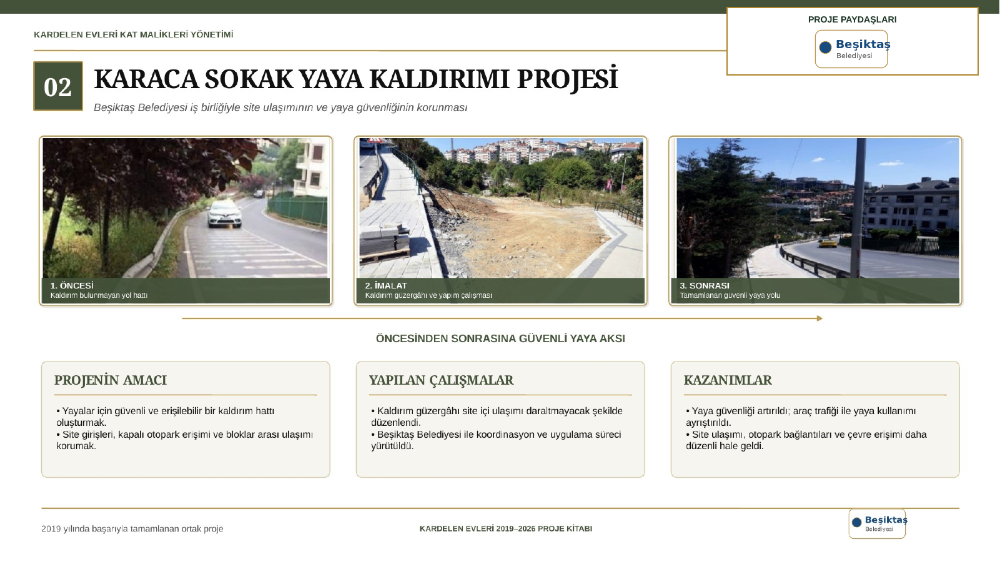 KARDELEN EVLERİ KAT MALİKLERİ YÖNETİMİ
PROJE PAYDAŞLARI
Beşiktaş
Belediyesi
02
KARACA SOKAK YAYA KALDIRIMI PROJESİ
Beşiktaş Belediyesi iş birliğiyle site ulaşımının ve yaya güvenliğinin korunması
1. ÖNCESİ
Kaldırım bulunmayan yol hattı
2. İMALAT
Kaldırım güzergâhı ve yapım çalışması
3. SONRASI
Tamamlanan güvenli yaya yolu
ÖNCESİNDEN SONRASINA GÜVENLİ YAYA AKSI
PROJENİN AMACI
• Yayalar için güvenli ve erişilebilir bir kaldırım hattı
oluşturmak.
• Site girişleri, kapalı otopark erişimi ve bloklar arası ulaşımı
korumak.
YAPILAN ÇALIŞMALAR
• Kaldırım güzergâhı site içi ulaşımı daraltmayacak şekilde
düzenlendi.
• Beşiktaş Belediyesi ile koordinasyon ve uygulama süreci
yürütüldü.
KAZANIMLAR
• Yaya güvenliği artırıldı; araç trafiği ile yaya kullanımı
ayrıştırıldı.
• Site ulaşımı, otopark bağlantıları ve çevre erişimi daha
düzenli hale geldi.
2019 yılında başarıyla tamamlanan ortak proje
KARDELEN EVLERİ 2019–2026 PROJE KİTABI
Beşiktaş
Belediyesi